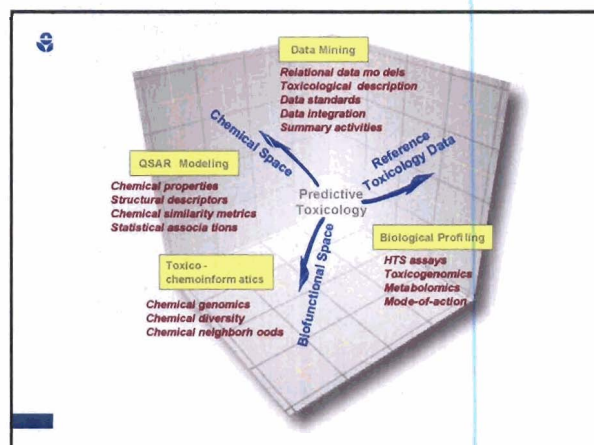 Data Mining
Relational data mo dels
Toxicological description
Data standards
Data integration
Summary activities
Chemical Space
Reference
Toxicology Data
QSAR Modeling
Chemical properties
Structural descriptors
Chemical similarity metrics
Statistical associa tions
Predictive
Toxicology
Biological Profiling
HTS assays
Toxicogenomics
Metabolomics
Mode-of-action
Biofunctional Space
Toxico-
chemoinform atics
Chemical genomics
Chemical diversity
Chemical neighborh oods